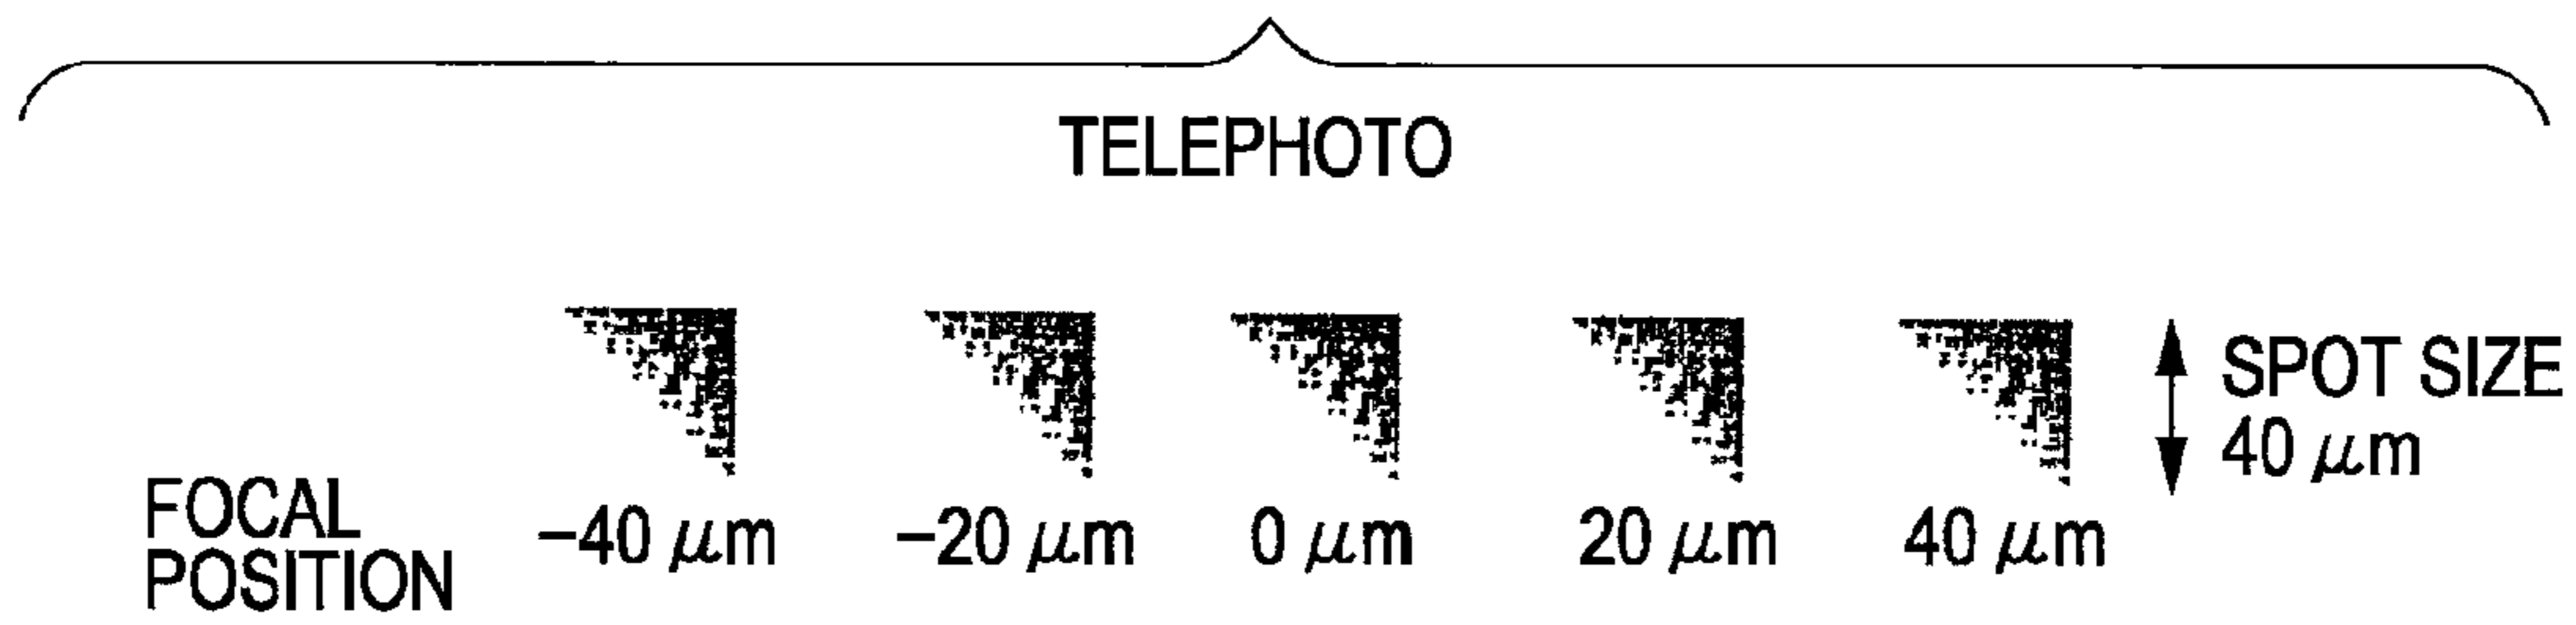 TELEPHOTO
SPOT SIZE
40 μm
FOCAL
POSITION
−40 μm −20 μm 0 μm 20 μm 40 μm